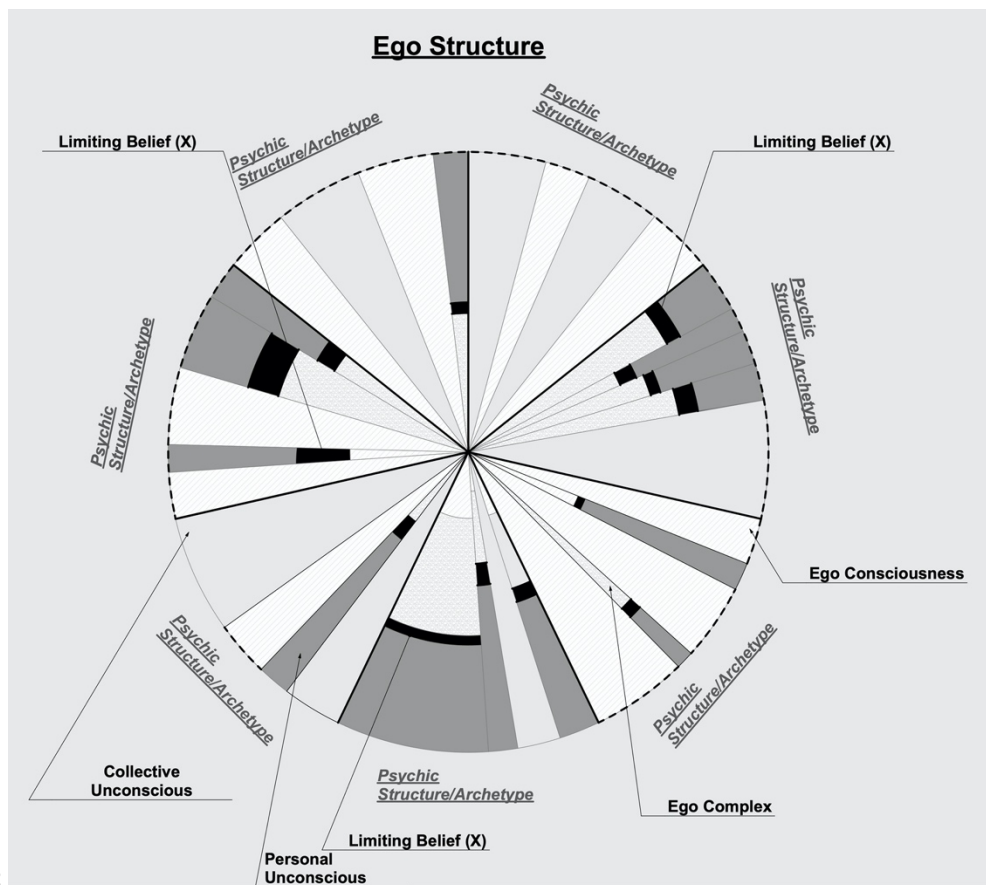 Ego Structure
Psychic
Structure/Archetype
Psychic
Structure/Archetype
Limiting Belief (X)
Limiting Belief (X)
Psychic
Structure/Archetype
Psychic
Structure/Archetype
Ego Consciousness
Psychic
Structure/Archetype
Psychic
Structure/Archetype
Collective
Unconscious
Psychic
Structure/Archetype
Ego Complex
Limiting Belief (X)
Personal
Unconscious